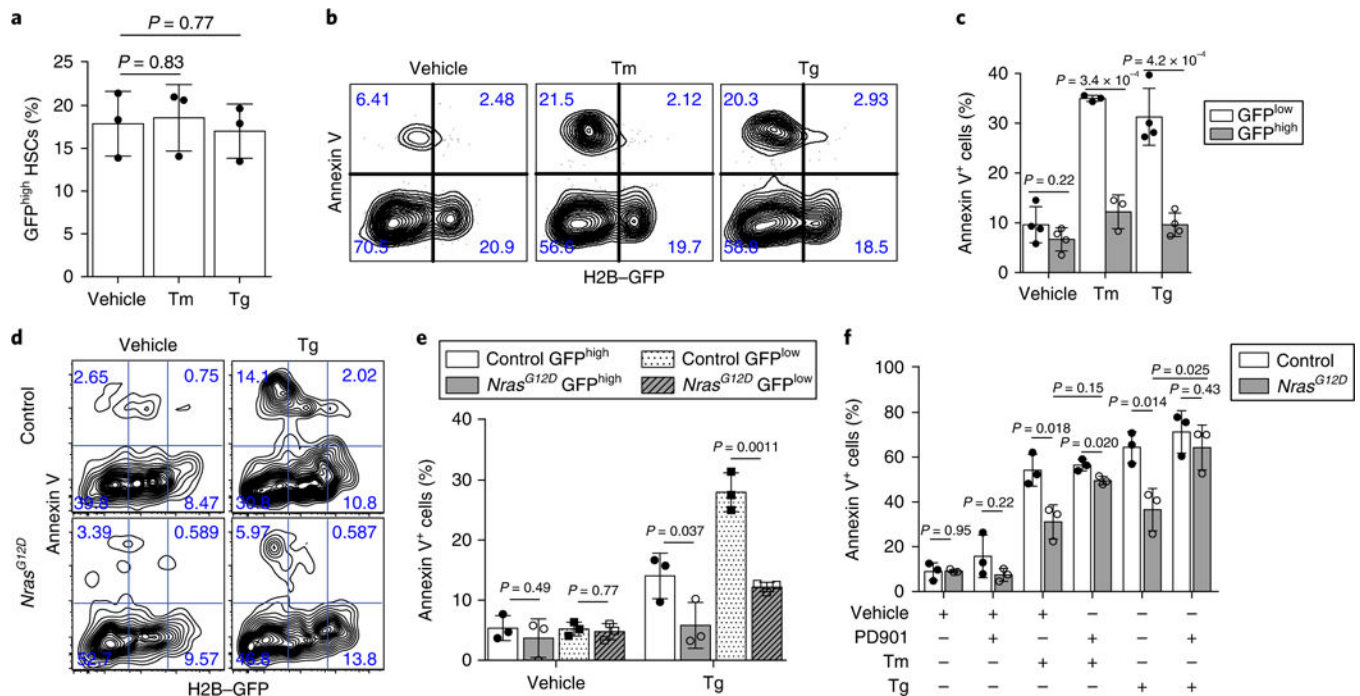 a
P = 0.77
P = 0.83
25
20
15
10
5
0
GFPhigh HSCs (%)
Vehicle Tm Tg
b
Vehicle Tm Tg
6.41 2.48 21.5 2.12 20.3 2.93
Annexin V
20.9 19.7 18.5
H2B–GFP
c
P = 4.2 × 10–4
P = 3.4 × 10–4
P = 0.22
40
30
20
10
0
Annexin V+ cells (%)
Vehicle Tm Tg
GFPlow
GFPhigh
d
Vehicle Tg
Control
2.65 0.75 14.1 2.02
39.8 8.47 30.8 10.8
Annexin V
NrasG12D
3.39 0.589 5.97 0.587
52.7 9.57 48.8 13.8
H2B–GFP
e
Control GFPhigh Control GFPlow
NrasG12D GFPhigh NrasG12D GFPlow
40
30
20
10
0
Annexin V+ cells (%)
P = 0.49
P = 0.77
P = 0.037
P = 0.0011
Vehicle Tg
f
Control
NrasG12D
100
80
60
40
20
0
Annexin V+ cells (%)
P = 0.95
P = 0.22
P = 0.018
P = 0.15
P = 0.020
P = 0.014
P = 0.025
P = 0.43
Vehicle + + + – – –
PD901 – + – + – +
Tm – – + + – –
Tg – – – – + +